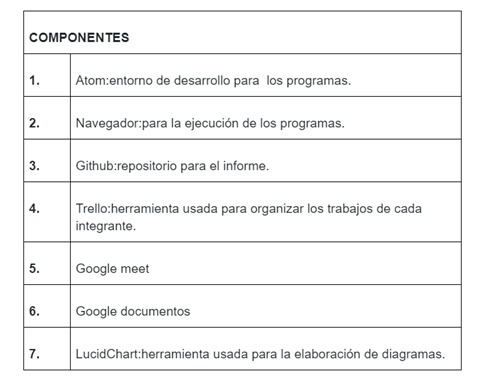 COMPONENTES
1. Atom:entorno de desarrollo para los programas.
2. Navegador:para la ejecución de los programas.
3. Github:repositorio para el informe.
4. Trello:herramienta usada para organizar los trabajos de cada
integrante.
5. Google meet
6. Google documentos
7. LucidChart:herramienta usada para la elaboración de diagramas.